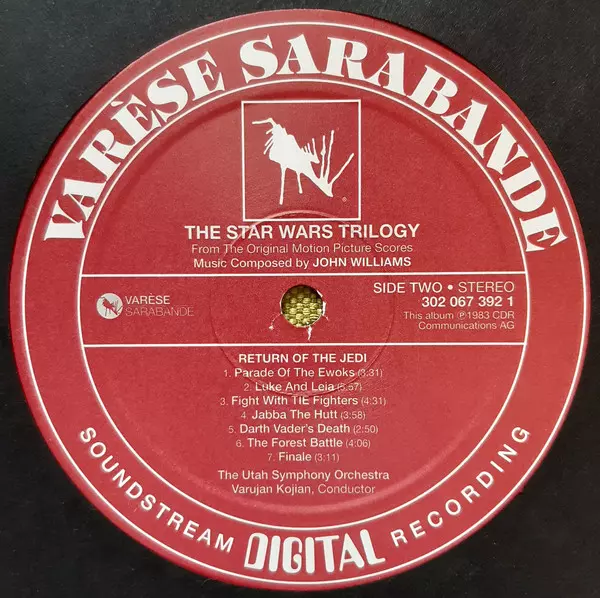 VARÈSE SARABANDE
THE STAR WARS TRILOGY
From The Original Motion Picture Scores
Music Composed by JOHN WILLIAMS
VARÈSE
SARABANDE
SIDE TWO • STEREO
302 067 392 1
This album ℗1983 CDR
Communications AG
RETURN OF THE JEDI
1. Parade Of The Ewoks (3:31)
2. Luke And Leia (5:57)
3. Fight With TIE Fighters (4:31)
4. Jabba The Hutt (3:58)
5. Darth Vader's Death (2:50)
6. The Forest Battle (4:06)
7. Finale (3:11)
The Utah Symphony Orchestra
Varujan Kojian, Conductor
SOUNDSTREAM DIGITAL RECORDING